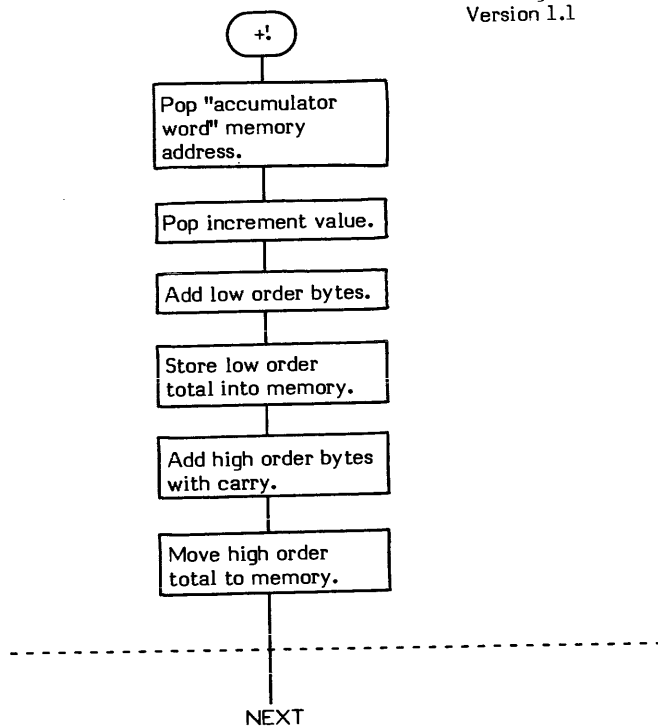 Version 1.1
+!
Pop "accumulator
word" memory
address.
Pop increment value.
Add low order bytes.
Store low order
total into memory.
Add high order bytes
with carry.
Move high order
total to memory.
NEXT